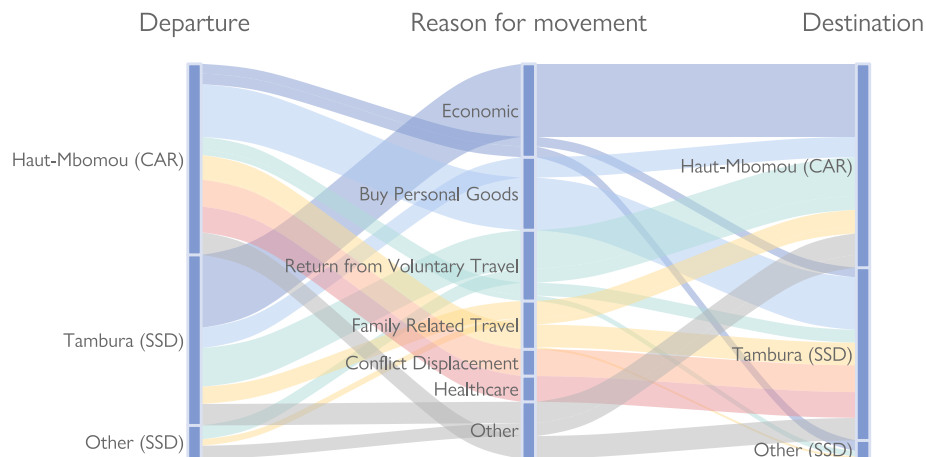 Departure
Reason for movement
Destination
Economic
Haut-Mbomou (CAR)
Haut-Mbomou (CAR)
Buy Personal Goods
Return from Voluntary Travel
Family Related Travel
Tambura (SSD)
Tambura (SSD)
Conflict Displacement
Healthcare
Other
Other (SSD)
Other (SSD)